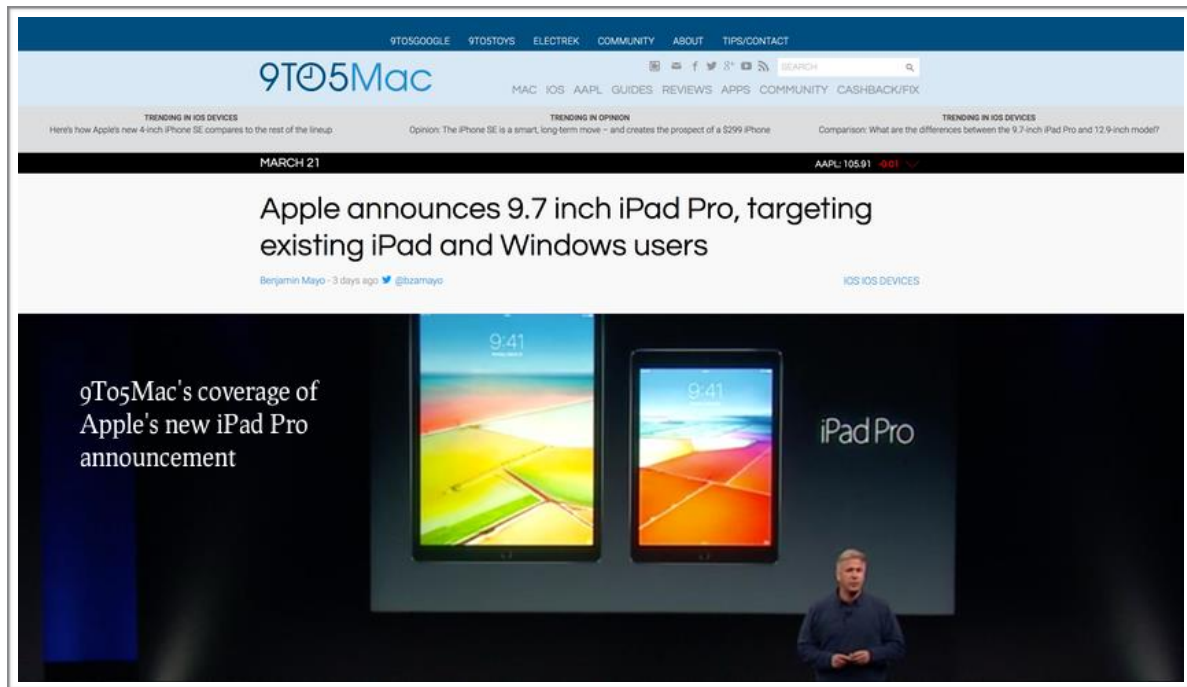 9TO5GOOGLE 9TO5TOYS ELECTREK COMMUNITY ABOUT TIPS/CONTACT
9TO5Mac
SEARCH
MAC IOS AAPL GUIDES REVIEWS APPS COMMUNITY CASHBACK/FIX
TRENDING IN IOS DEVICES
Here's how Apple's new 4-inch iPhone SE compares to the rest of the lineup
TRENDING IN OPINION
Opinion: The iPhone SE is a smart, long-term move – and creates the prospect of a $299 iPhone
TRENDING IN IOS DEVICES
Comparison: What are the differences between the 9.7-inch iPad Pro and 12.9-inch model?
MARCH 21
AAPL: 105.91 -0.01
Apple announces 9.7 inch iPad Pro, targeting
existing iPad and Windows users
Benjamin Mayo - 3 days ago @bzamayo
IOS IOS DEVICES
9:41
9:41
iPad Pro
9To5Mac's coverage of
Apple's new iPad Pro
announcement